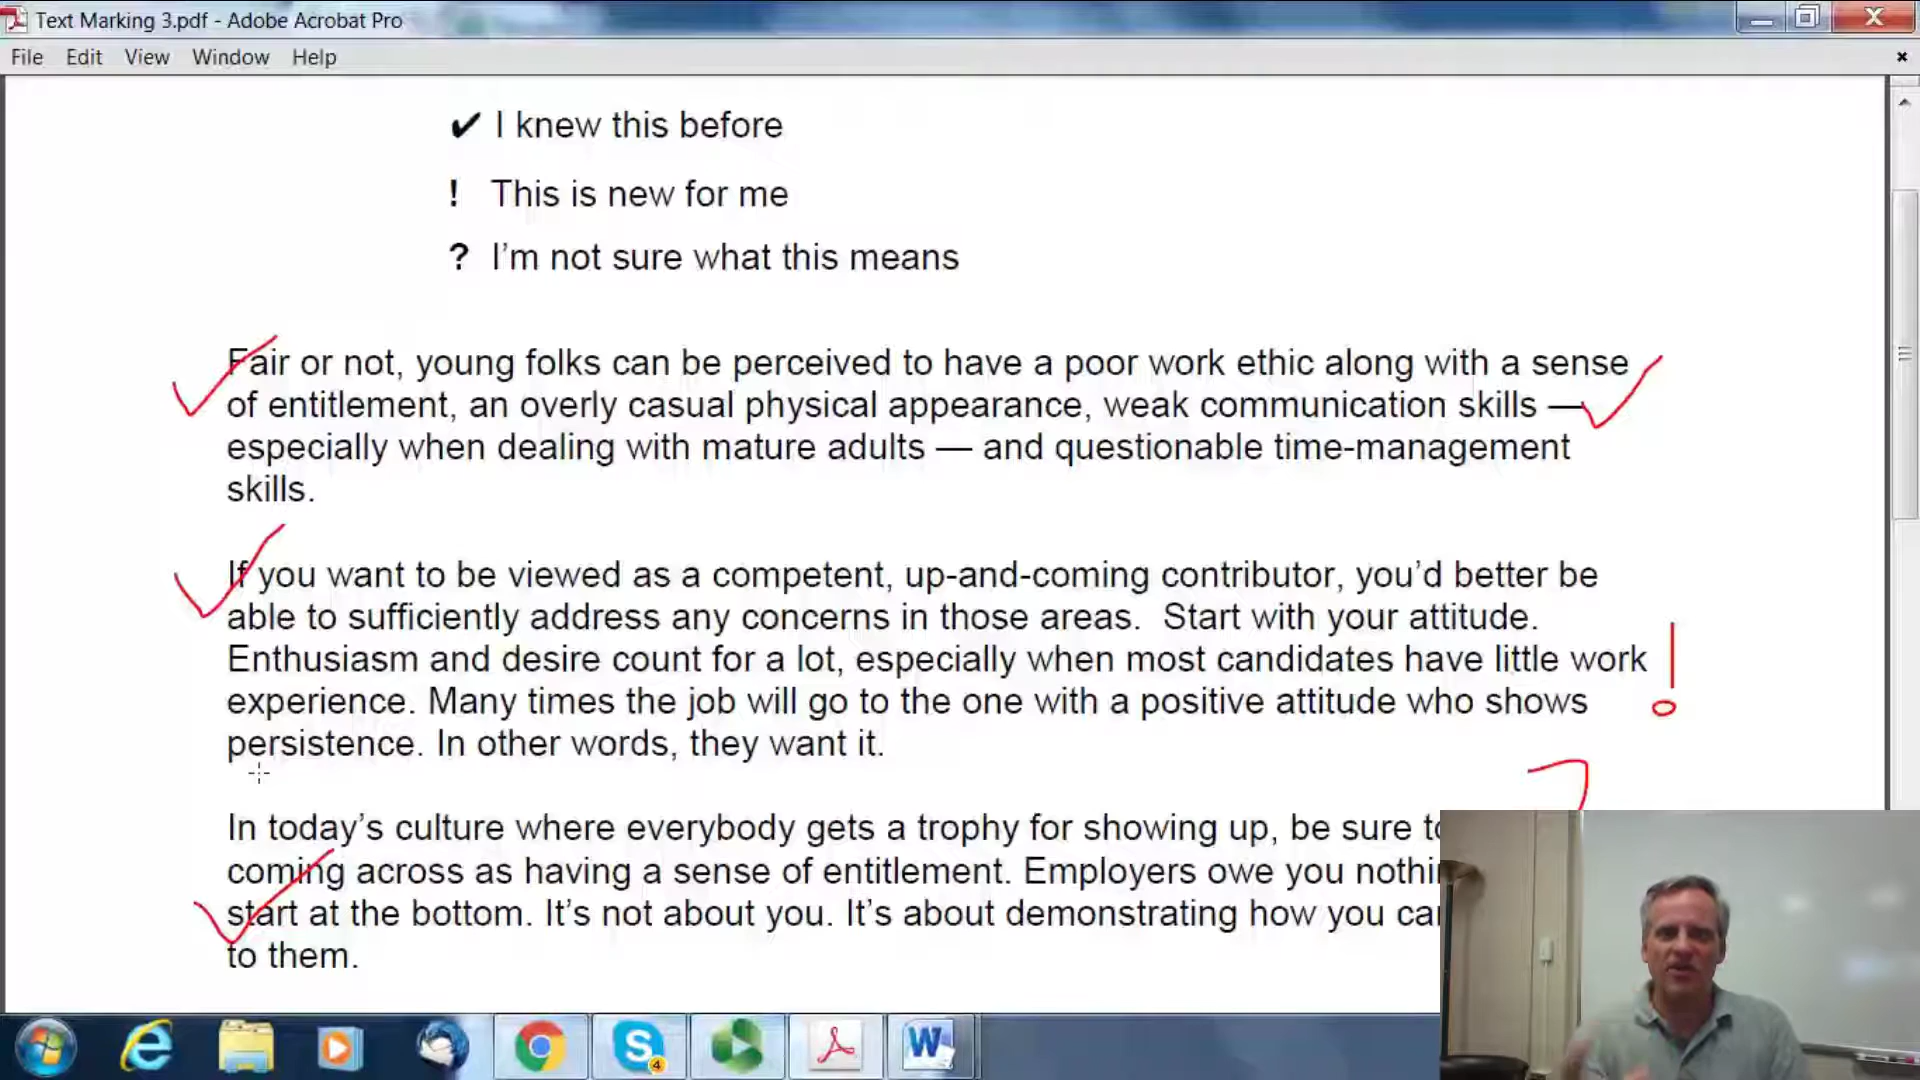 Text Marking 3.pdf - Adobe Acrobat Pro
File Edit View Window Help
✔ I knew this before
! This is new for me
? I’m not sure what this means
Fair or not, young folks can be perceived to have a poor work ethic along with a sense
of entitlement, an overly casual physical appearance, weak communication skills —
especially when dealing with mature adults — and questionable time-management
skills.
If you want to be viewed as a competent, up-and-coming contributor, you’d better be
able to sufficiently address any concerns in those areas.  Start with your attitude.
Enthusiasm and desire count for a lot, especially when most candidates have little work
experience. Many times the job will go to the one with a positive attitude who shows
persistence. In other words, they want it.
In today’s culture where everybody gets a trophy for showing up, be sure
coming across as having a sense of entitlement. Employers owe you
start at the bottom. It’s not about you. It’s about demonstrating how you
to them.
4